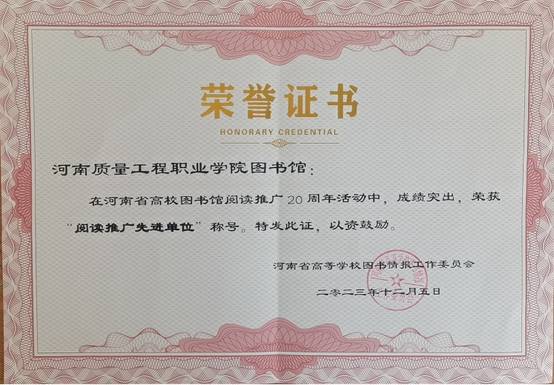 荣誉证书
HONORARY CREDENTIAL
河南质量工程职业学院图书馆：
在河南省高校图书馆阅读推广20周年活动中，成绩突出，荣获
“阅读推广先进单位”称号。特发此证，以资鼓励。
河南省高等学校图书情报工作委员会
二〇二三年十二月五日